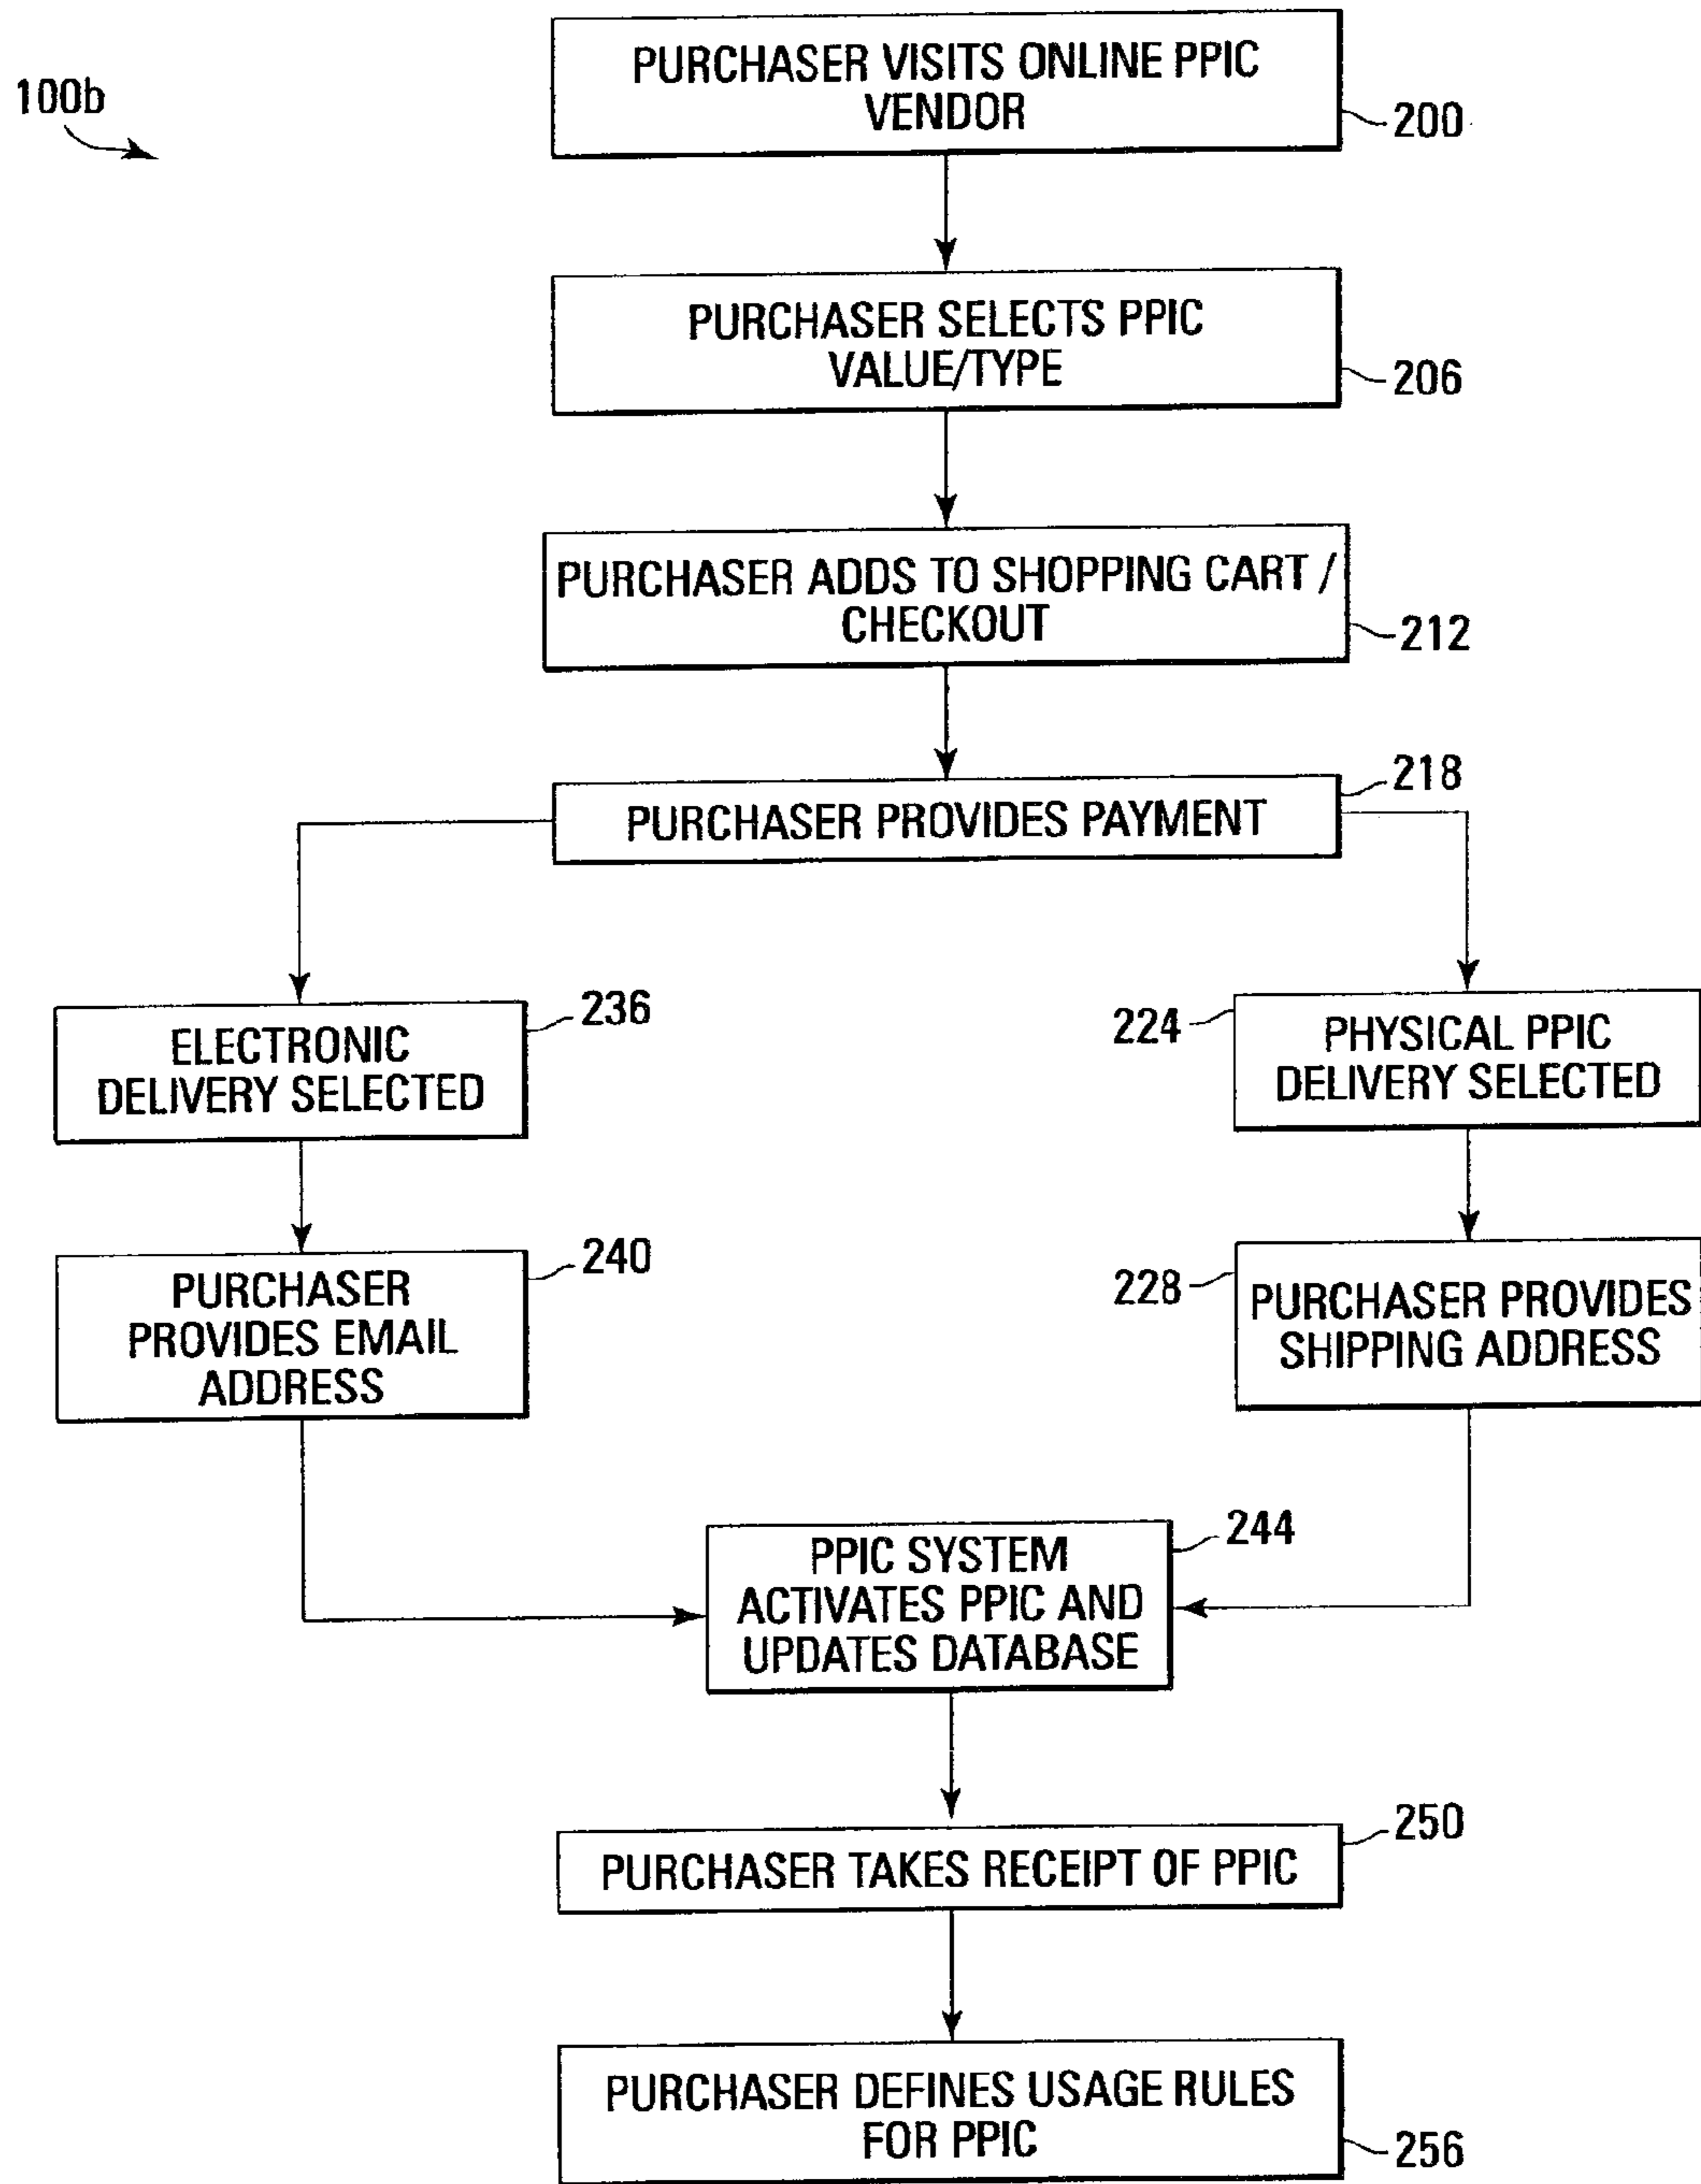 100b
PURCHASER VISITS ONLINE PPIC
VENDOR
200
PURCHASER SELECTS PPIC
VALUE/TYPE
206
PURCHASER ADDS TO SHOPPING CART /
CHECKOUT
212
218
PURCHASER PROVIDES PAYMENT
236
ELECTRONIC
DELIVERY SELECTED
224
PHYSICAL PPIC
DELIVERY SELECTED
240
PURCHASER
PROVIDES EMAIL
ADDRESS
228
PURCHASER PROVIDES
SHIPPING ADDRESS
244
PPIC SYSTEM
ACTIVATES PPIC AND
UPDATES DATABASE
250
PURCHASER TAKES RECEIPT OF PPIC
PURCHASER DEFINES USAGE RULES
FOR PPIC
256